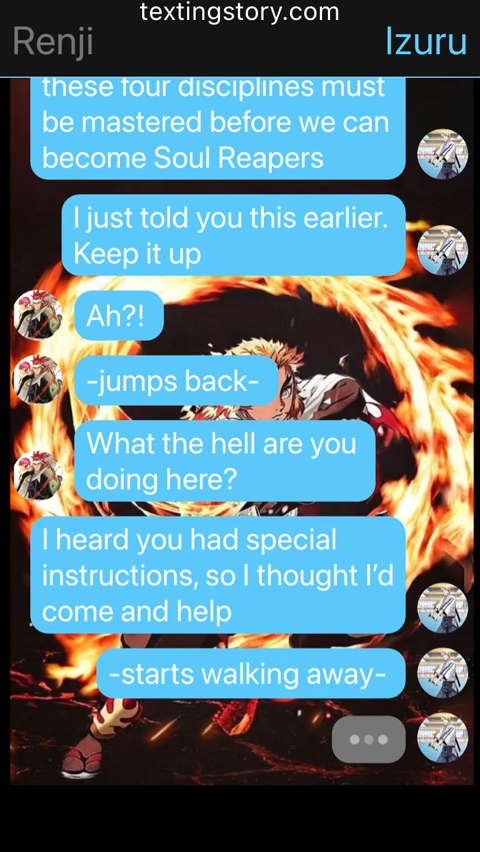 textingstory.com
Renji Izuru
these four disciplines must
be mastered before we can
become Soul Reapers
I just told you this earlier.
Keep it up
Ah?!
-jumps back-
What the hell are you
doing here?
I heard you had special
instructions, so I thought I’d
come and help
-starts walking away-